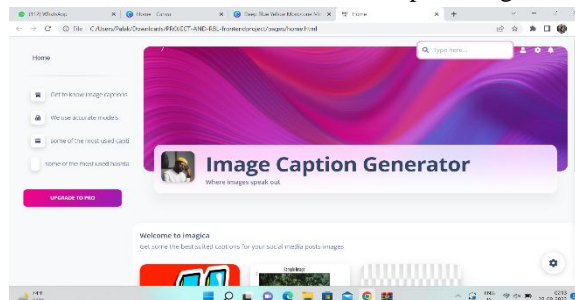 WhatsApp
Home - Canva
Home
File
C:/Users/Palak/Downloads/PROJECT-AND-RBL-frontend/project/pages/home.html
Home
Type here...
Get to know image captions
We use accurate models
some of the most used capti
some of the most used hashta
UPGRADE TO PRO
Image Caption Generator
Where images speak out
Welcome to imagica
Get some the best suited captions for your social media posts images
ENG